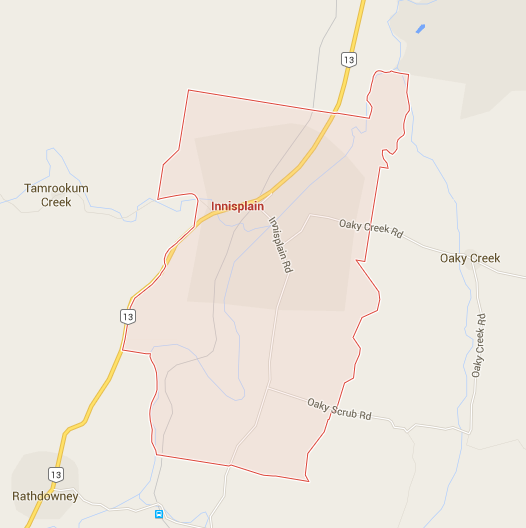 13
Tamrookum
Creek
Innisplain
Oaky Creek Rd
Innisplain Rd
Oaky Creek
13
Oaky Creek Rd
Oaky Scrub Rd
13
Rathdowney